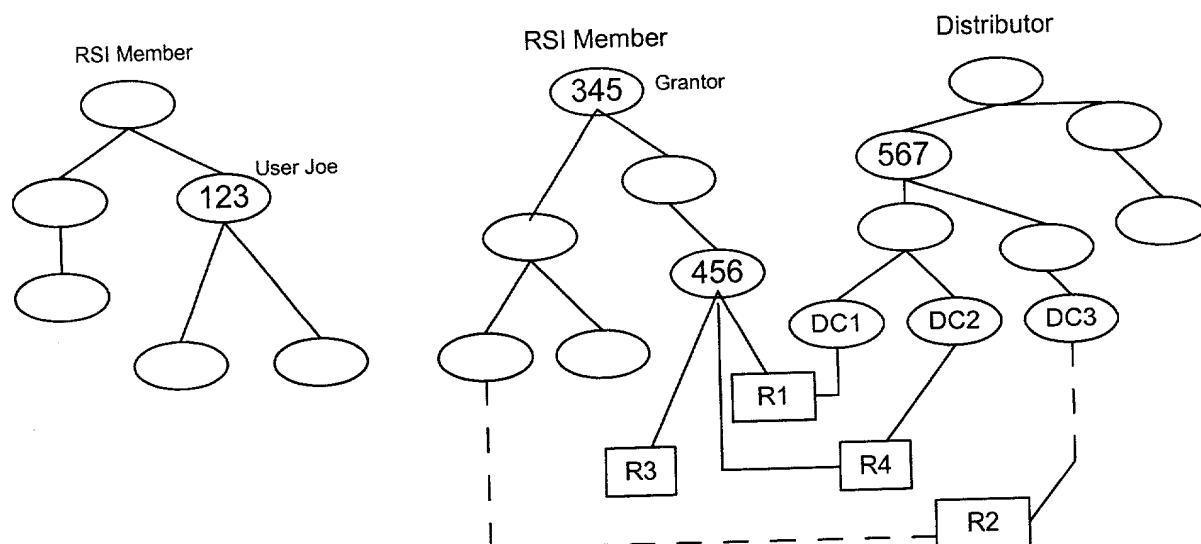 RSI Member
RSI Member
Distributor
345 Grantor
User Joe
123
567
456
DC1 DC2 DC3
R1
R3
R4
R2